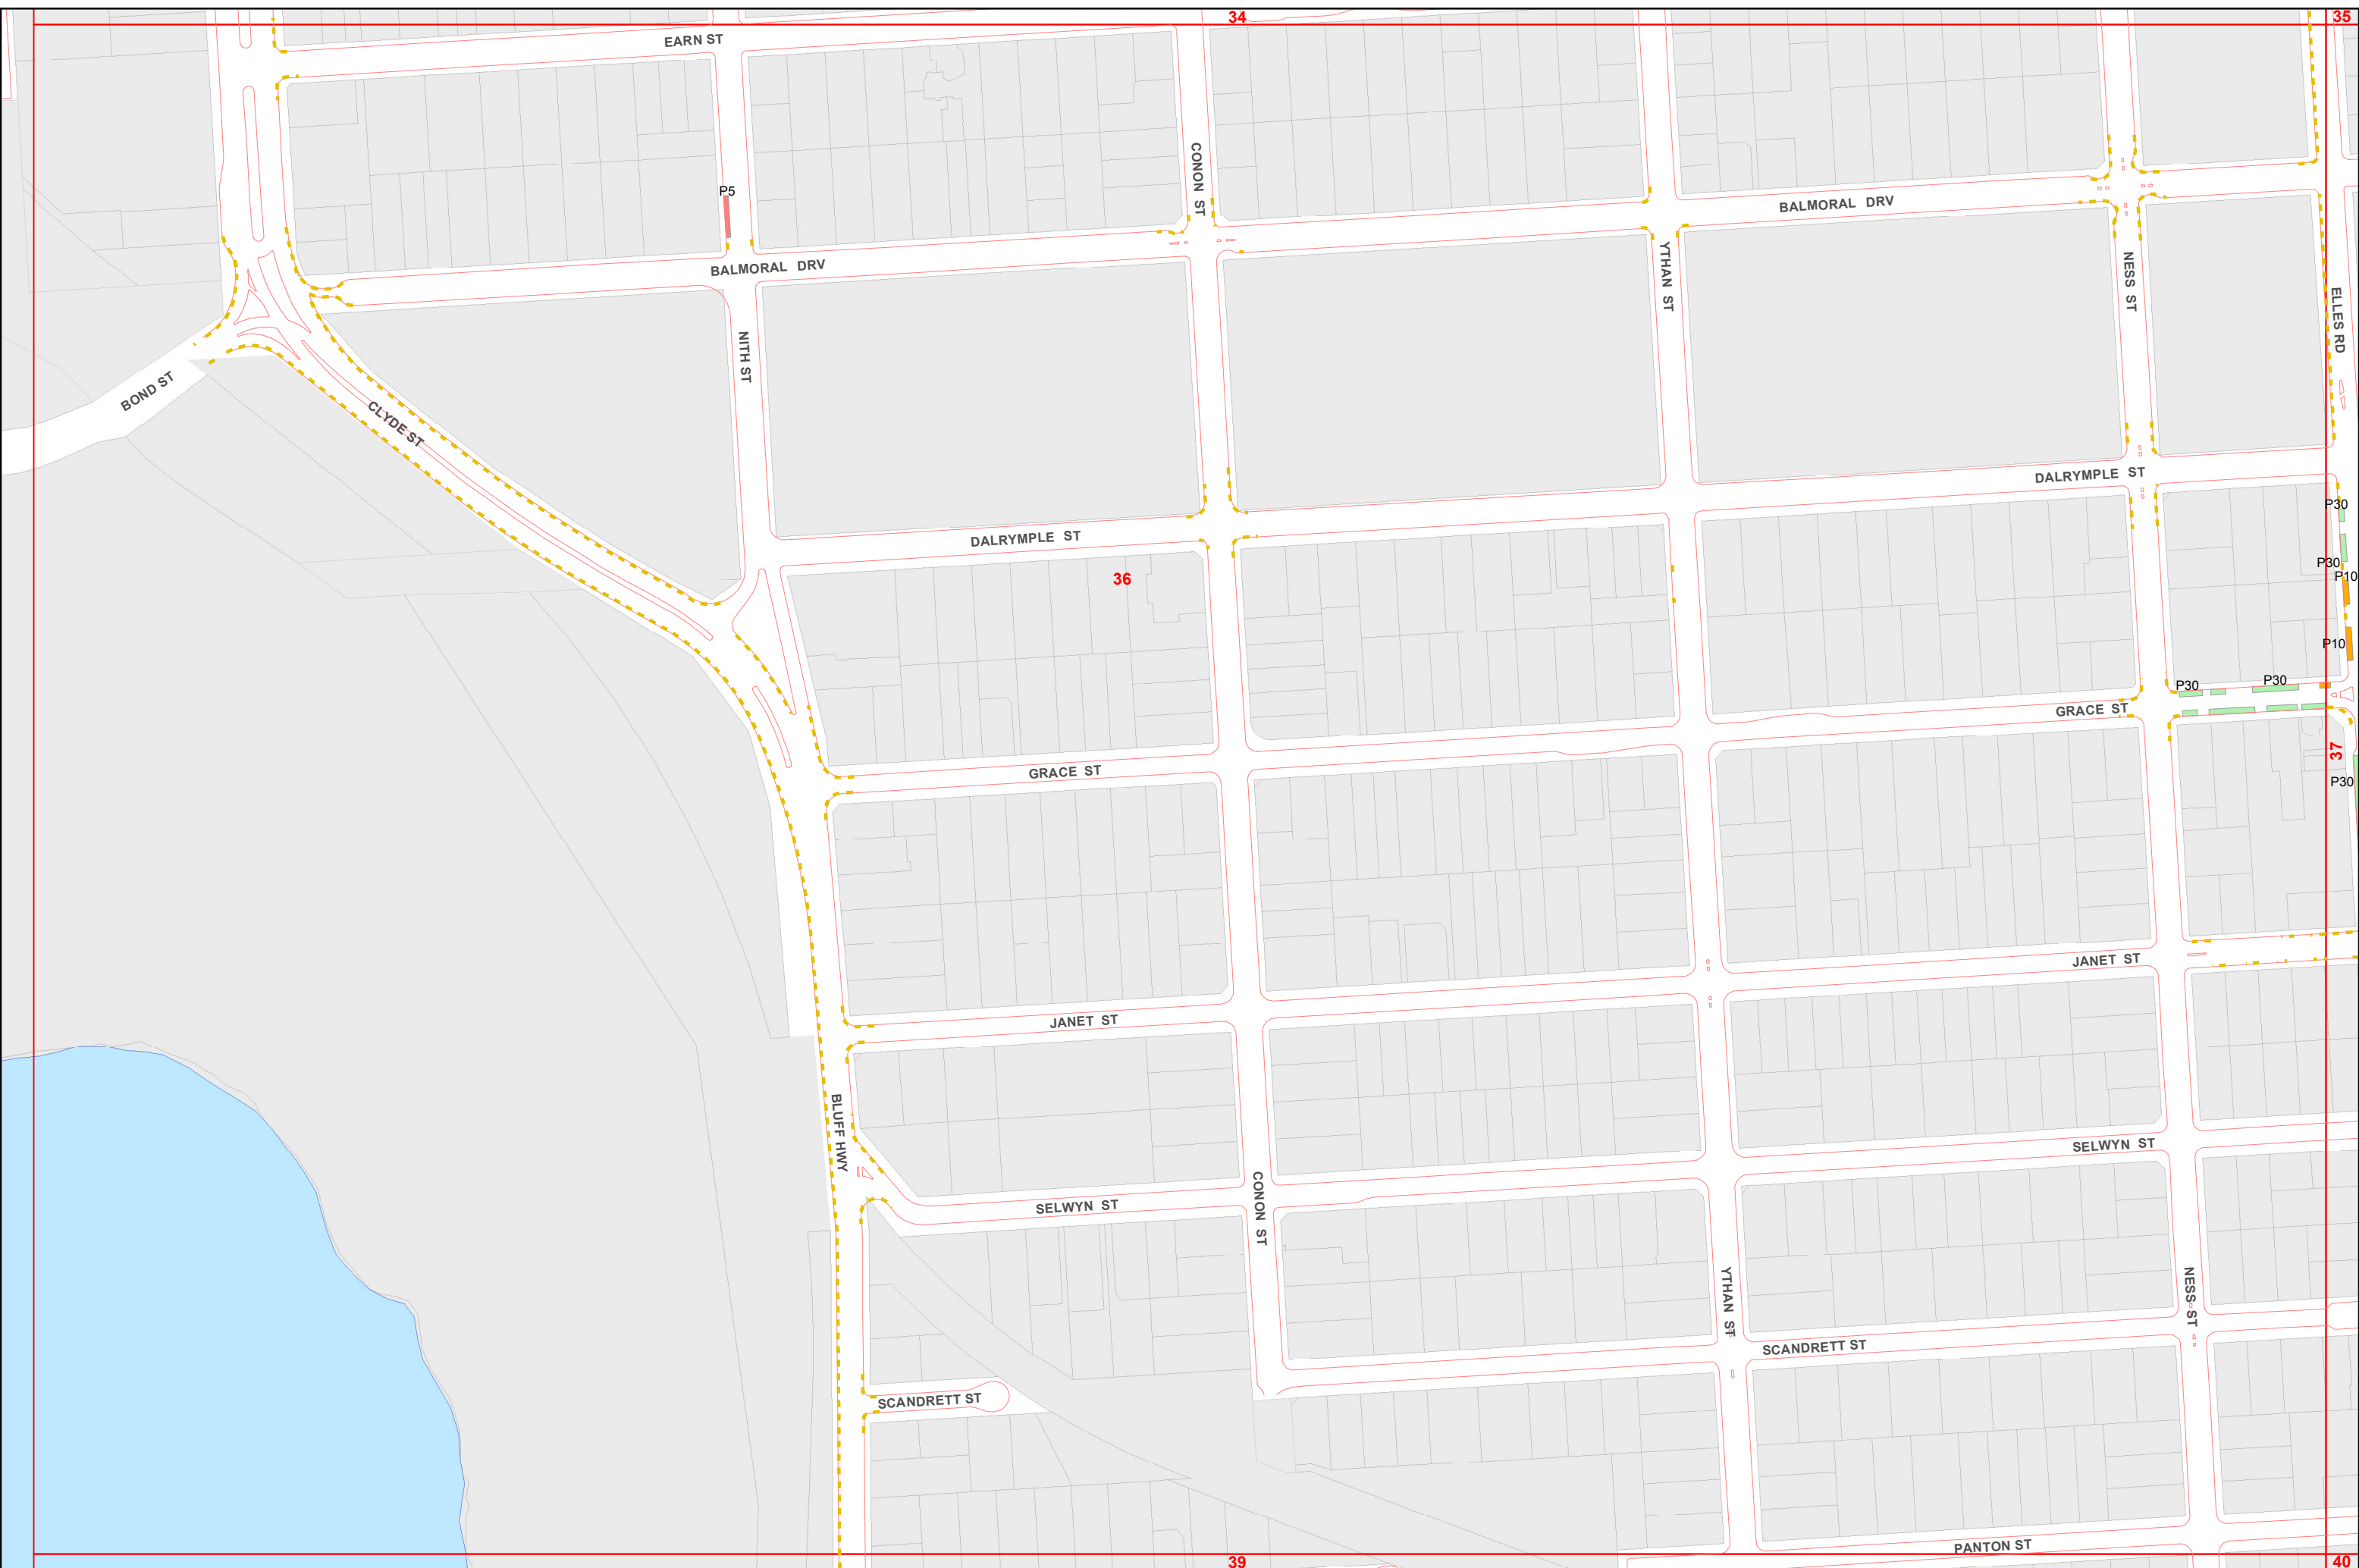 34
35
EARN ST
CONON ST
P5
BALMORAL DRV
BALMORAL DRV
YTHAN ST
NESS ST
ELLES RD
NITH ST
BOND ST
CLYDE ST
DALRYMPLE ST
P30
DALRYMPLE ST
36
P30
P10
P10
P30
P30
GRACE ST
37
GRACE ST
P30
JANET ST
JANET ST
BLUFF HWY
SELWYN ST
SELWYN ST
CONON ST
YTHAN ST
NESS ST
SCANDRETT ST
SCANDRETT ST
PANTON ST
39
40